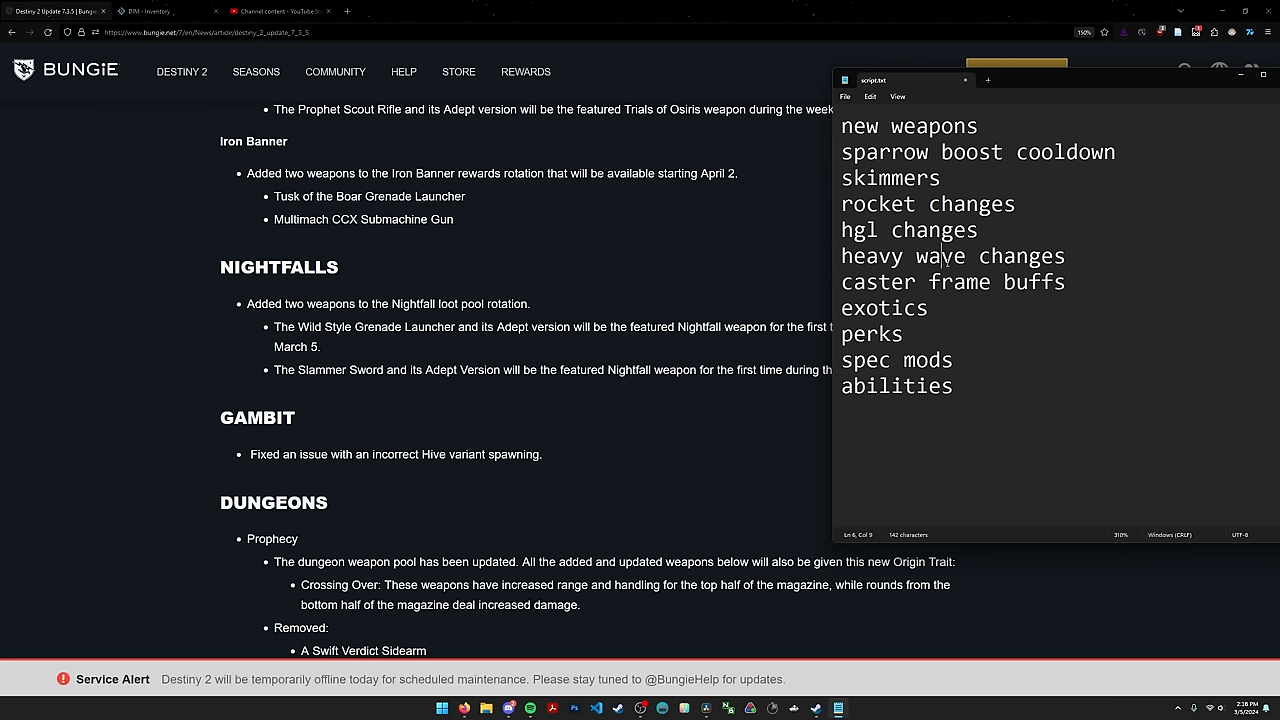 Destiny 2 Update 7.3.5 | Bungie
DIM - Inventory
Channel content - YouTube St
https://www.bungie.net/7/en/News/article/destiny_2_update_7_3_5
150%
BUNGiE
DESTINY 2
SEASONS
COMMUNITY
HELP
STORE
REWARDS
The Prophet Scout Rifle and its Adept version will be the featured Trials of Osiris weapon during the week
Iron Banner
Added two weapons to the Iron Banner rewards rotation that will be available starting April 2.
Tusk of the Boar Grenade Launcher
Multimach CCX Submachine Gun
NIGHTFALLS
Added two weapons to the Nightfall loot pool rotation.
The Wild Style Grenade Launcher and its Adept version will be the featured Nightfall weapon for the first t
March 5.
The Slammer Sword and its Adept Version will be the featured Nightfall weapon for the first time during th
GAMBIT
Fixed an issue with an incorrect Hive variant spawning.
DUNGEONS
Prophecy
The dungeon weapon pool has been updated. All the added and updated weapons below will also be given this new Origin Trait:
Crossing Over: These weapons have increased range and handling for the top half of the magazine, while rounds from the
bottom half of the magazine deal increased damage.
Removed:
A Swift Verdict Sidearm
script.txt
File Edit View
new weapons
sparrow boost cooldown
skimmers
rocket changes
hgl changes
heavy wave changes
caster frame buffs
exotics
perks
spec mods
abilities
Ln 6, Col 9 142 characters 310% Windows (CRLF) UTF-8
Service Alert Destiny 2 will be temporarily offline today for scheduled maintenance. Please stay tuned to @BungieHelp for updates.
2:18 PM
3/5/2024